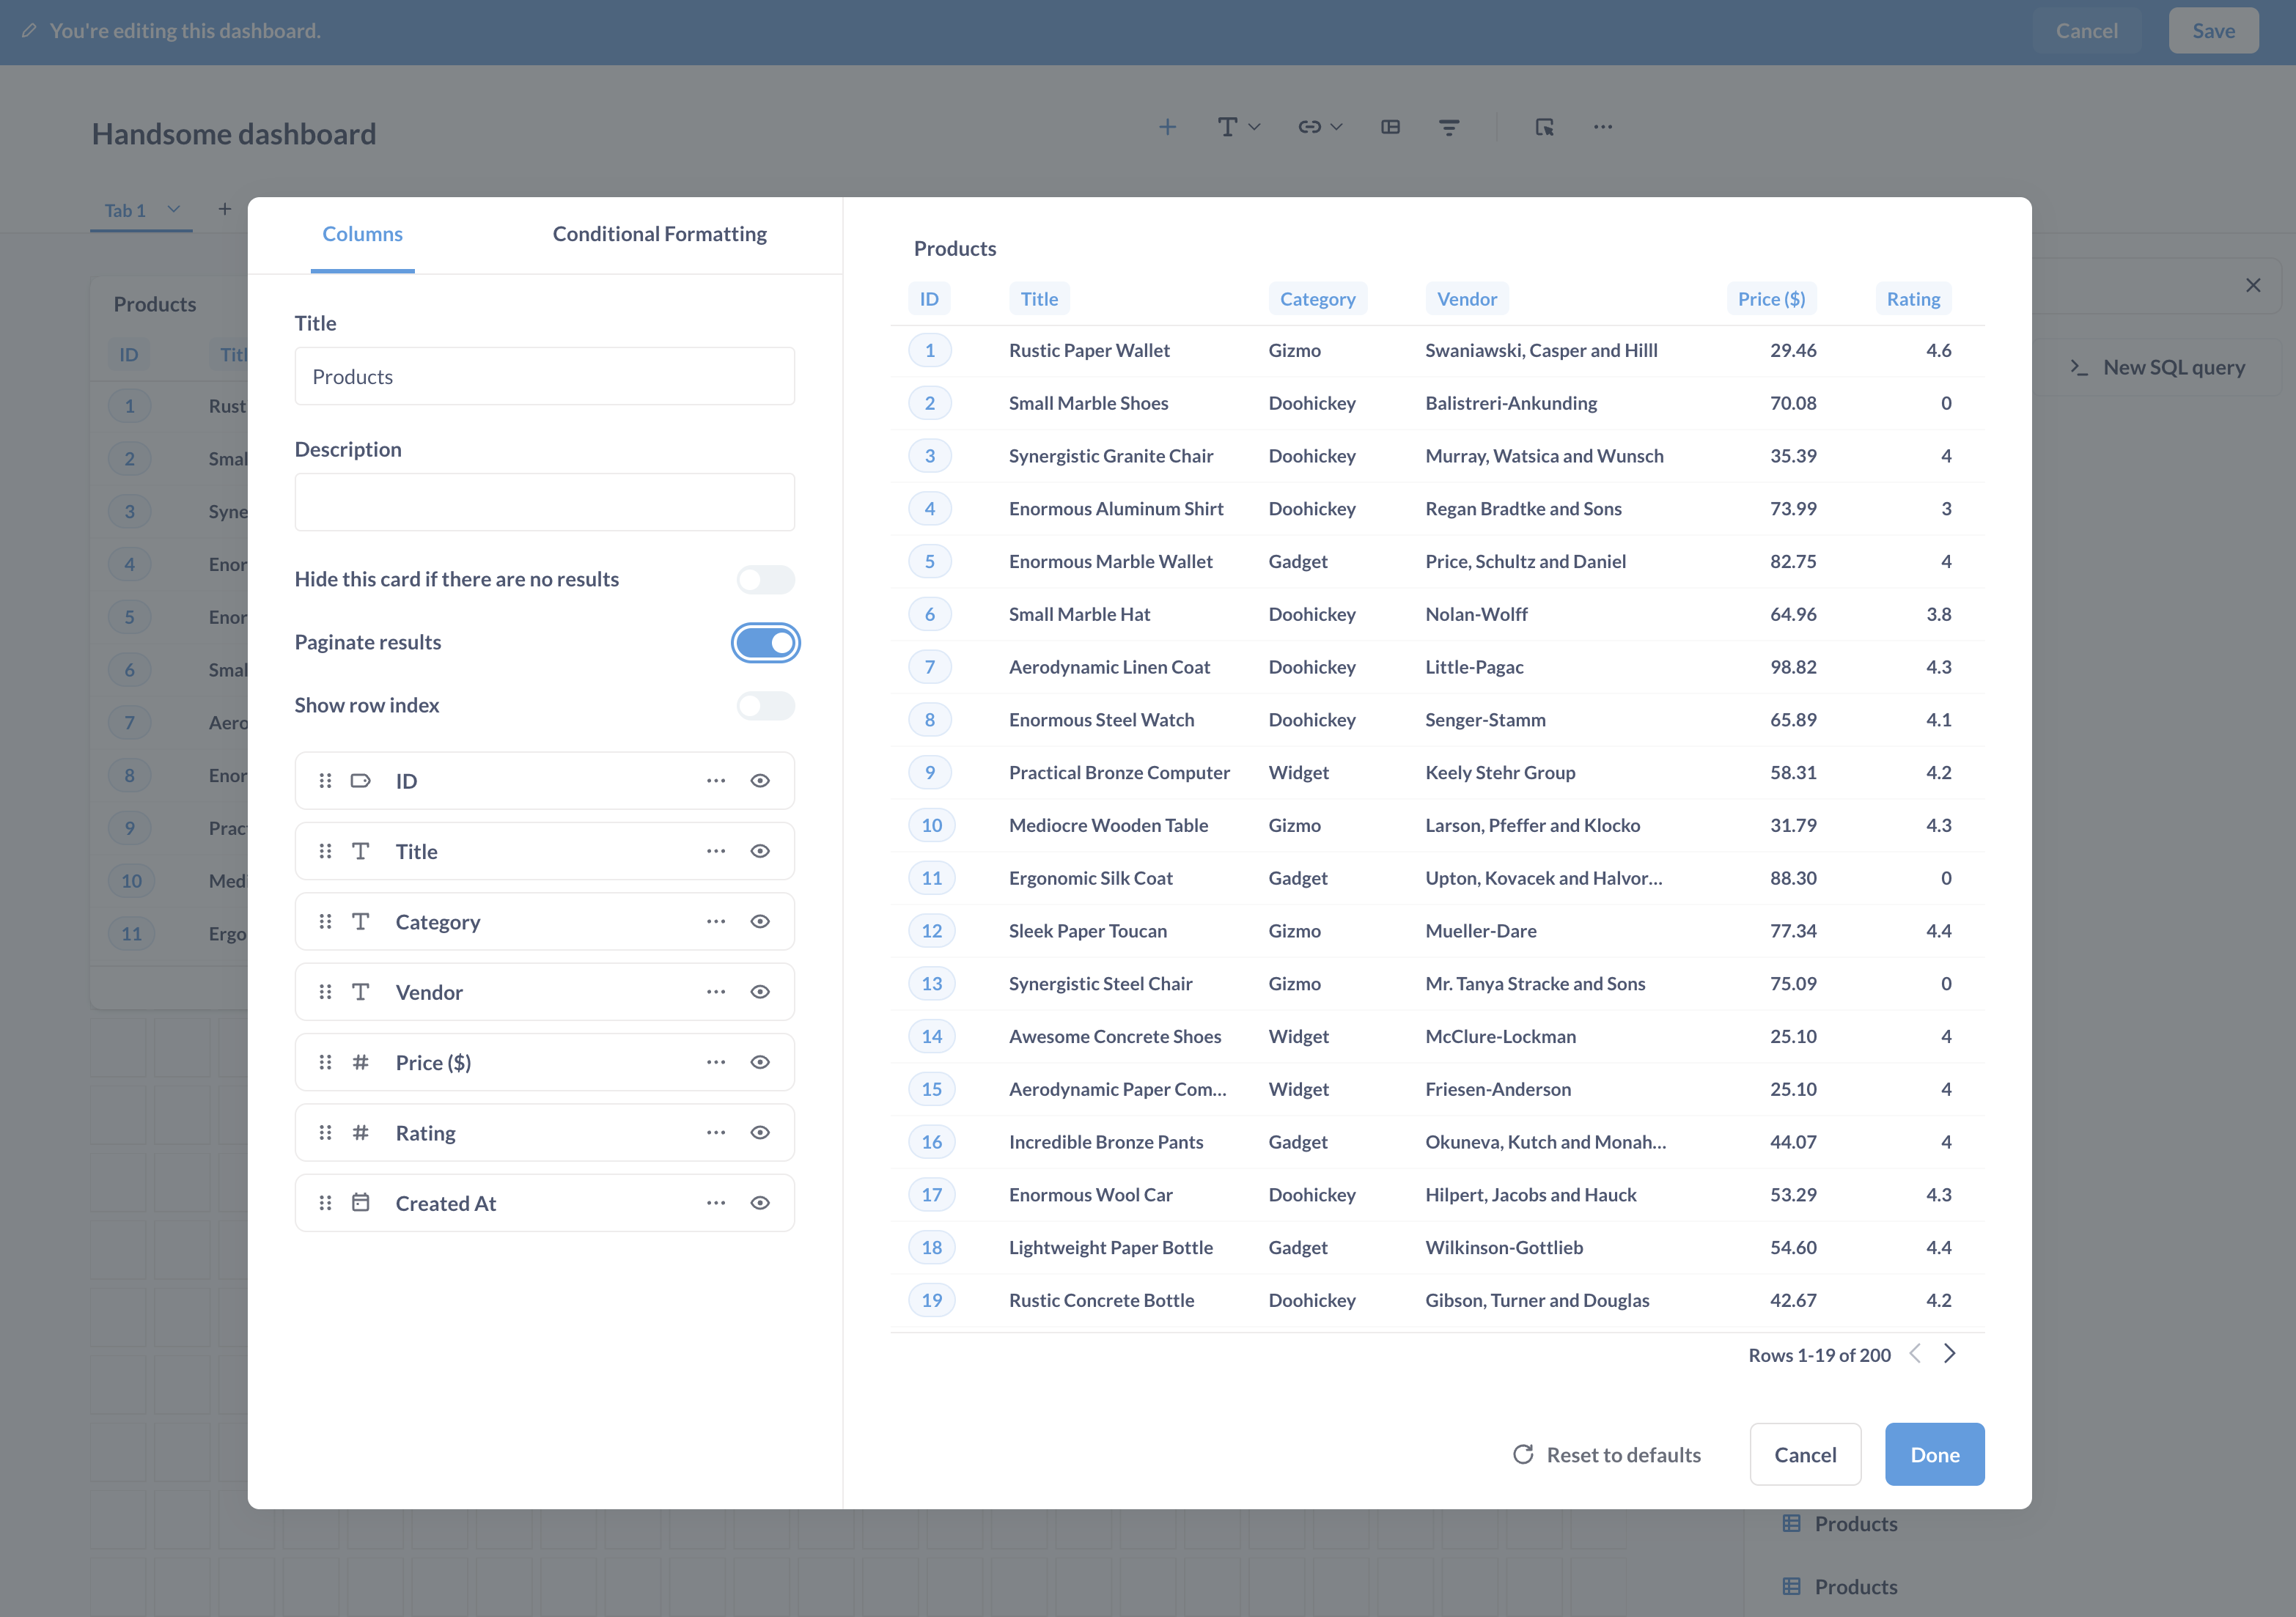 You're editing this dashboard.
Cancel
Save
Handsome dashboard
Tab 1
Products
ID
1
2
3
4
5
6
7
8
9
10
11
New SQL query
Products
Products
Columns
Conditional Formatting
Title
Products
Description
Hide this card if there are no results
Paginate results
Show row index
ID
Title
Category
Vendor
Price ($)
Rating
Created At
Products
ID Title Category Vendor Price ($) Rating
1 Rustic Paper Wallet Gizmo Swaniawski, Casper and Hilll 29.46 4.6
2 Small Marble Shoes Doohickey Balistreri-Ankunding 70.08 0
3 Synergistic Granite Chair Doohickey Murray, Watsica and Wunsch 35.39 4
4 Enormous Aluminum Shirt Doohickey Regan Bradtke and Sons 73.99 3
5 Enormous Marble Wallet Gadget Price, Schultz and Daniel 82.75 4
6 Small Marble Hat Doohickey Nolan-Wolff 64.96 3.8
7 Aerodynamic Linen Coat Doohickey Little-Pagac 98.82 4.3
8 Enormous Steel Watch Doohickey Senger-Stamm 65.89 4.1
9 Practical Bronze Computer Widget Keely Stehr Group 58.31 4.2
10 Mediocre Wooden Table Gizmo Larson, Pfeffer and Klocko 31.79 4.3
11 Ergonomic Silk Coat Gadget Upton, Kovacek and Halvor... 88.30 0
12 Sleek Paper Toucan Gizmo Mueller-Dare 77.34 4.4
13 Synergistic Steel Chair Gizmo Mr. Tanya Stracke and Sons 75.09 0
14 Awesome Concrete Shoes Widget McClure-Lockman 25.10 4
15 Aerodynamic Paper Com... Widget Friesen-Anderson 25.10 4
16 Incredible Bronze Pants Gadget Okuneva, Kutch and Monah... 44.07 4
17 Enormous Wool Car Doohickey Hilpert, Jacobs and Hauck 53.29 4.3
18 Lightweight Paper Bottle Gadget Wilkinson-Gottlieb 54.60 4.4
19 Rustic Concrete Bottle Doohickey Gibson, Turner and Douglas 42.67 4.2
Rows 1-19 of 200
Reset to defaults
Cancel
Done